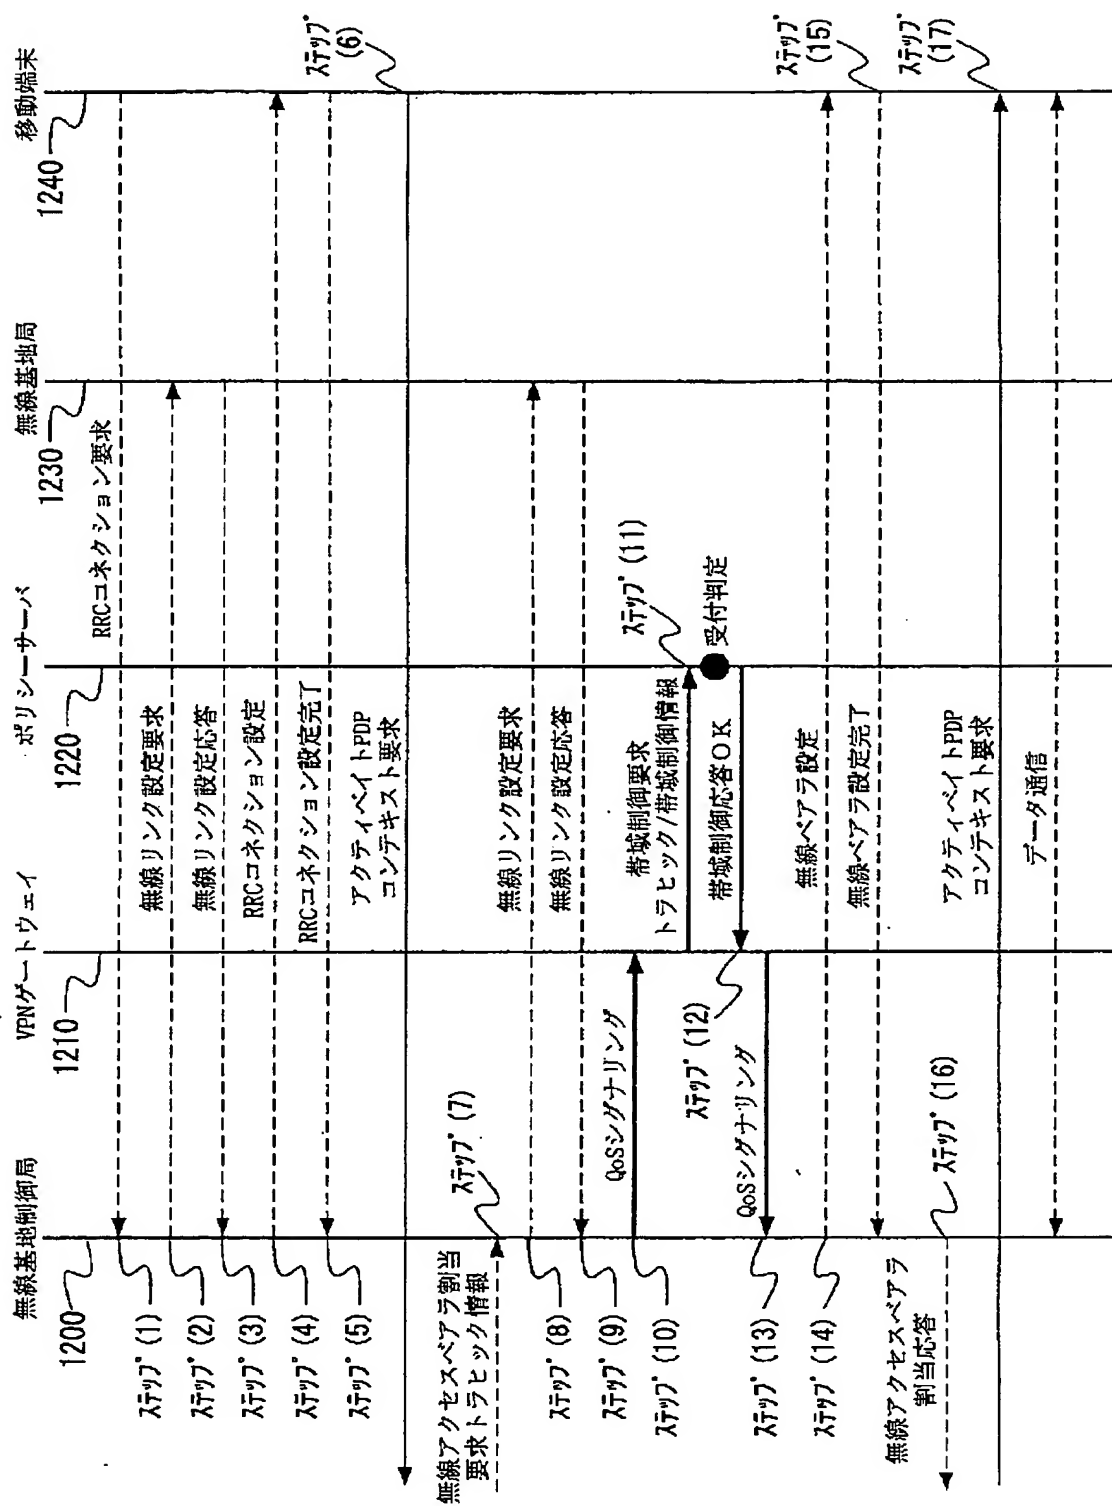 無線基地制御局
VPNゲートウェイ
ポリシーサーバ
無線基地局
移動端末
1200
1210
1220
1230
1240
RRCコネクション要求
ステップ(1)
無線リンク設定要求
ステップ(2)
無線リンク設定応答
ステップ(3)
RRCコネクション設定
ステップ(4)
RRCコネクション設定完了
ステップ(5)
ステップ
(6)
アクティベイトPDP
コンテキスト要求
無線アクセスベアラ割当
要求トラヒック情報
ステップ(7)
無線リンク設定要求
ステップ(8)
無線リンク設定応答
ステップ(9)
QoSシグナリング
ステップ(10)
帯域制御要求
トラヒック/帯域制御情報
ステップ(11)
受付判定
帯域制御応答OK
ステップ(12)
QoSシグナリング
ステップ(13)
無線ベアラ設定
ステップ(14)
無線ベアラ設定完了
ステップ
(15)
無線アクセスベアラ
割当応答
ステップ(16)
アクティベイトPDP
コンテキスト要求
ステップ
(17)
データ通信